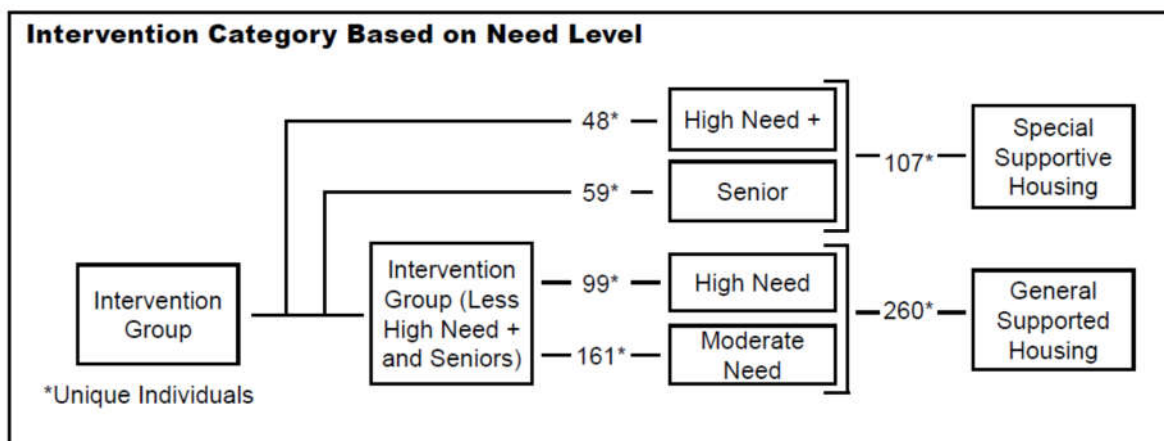 Intervention Category Based on Need Level
48*
High Need +
59*
Senior
107*
Special
Supportive
Housing
Intervention
Group
Intervention
Group (Less
High Need +
and Seniors)
99*
High Need
161*
Moderate
Need
260*
General
Supported
Housing
*Unique Individuals